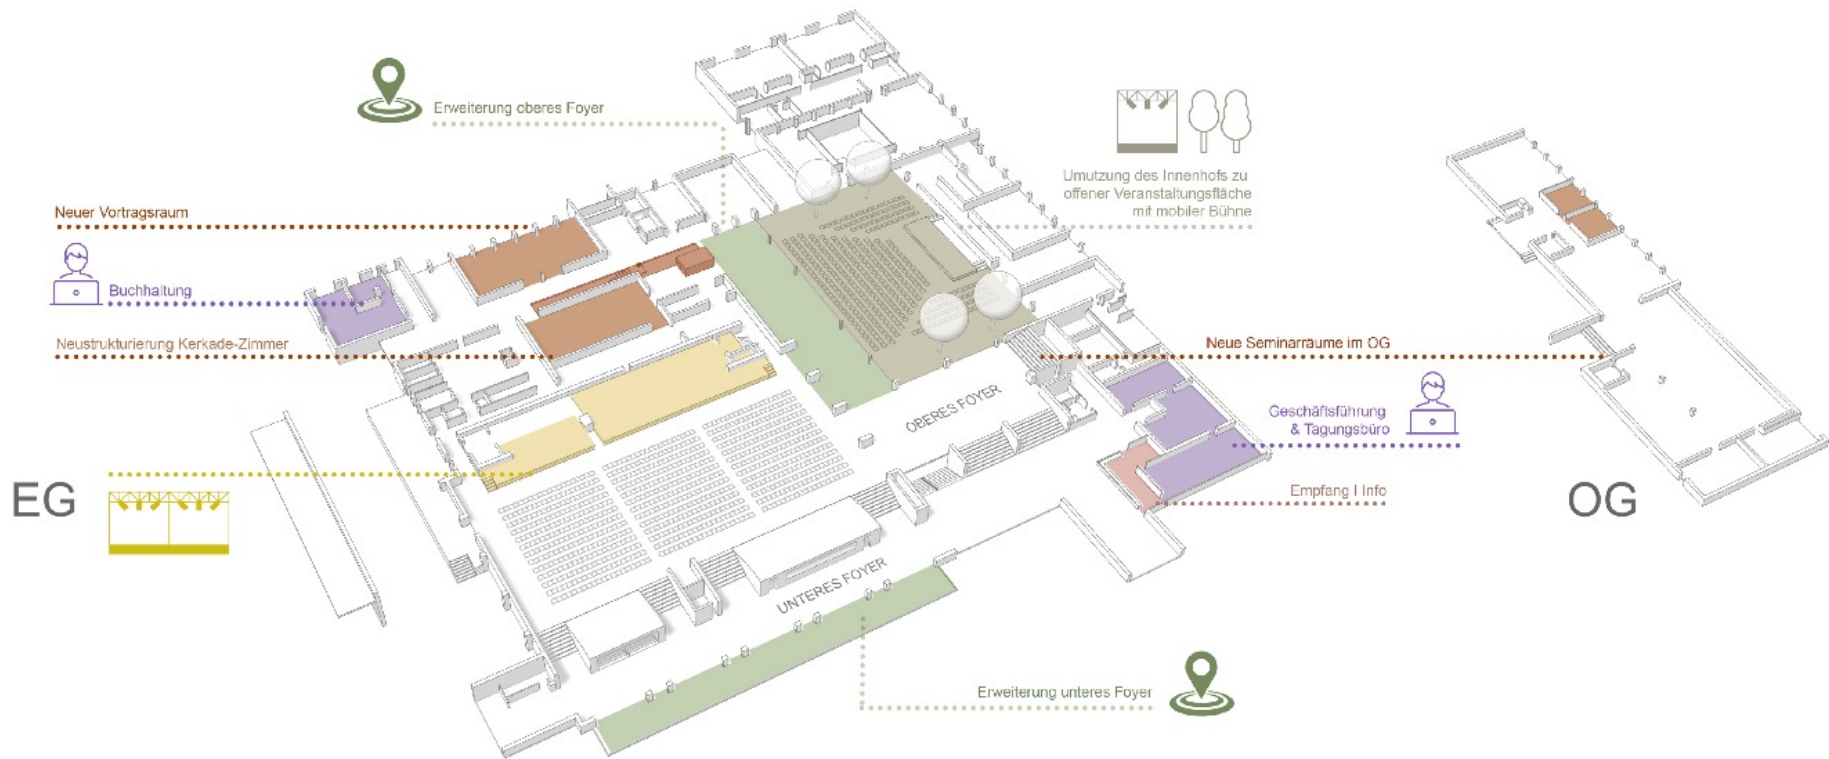 Erweiterung oberes Foyer
Umutzung des Innenhofs zu
offener Veranstaltungsfläche
mit mobiler Bühne
Neuer Vortragsraum
Buchhaltung
Neustrukturierung Kerkade-Zimmer
Neue Seminarräume im OG
OBERES FOYER
Geschäftsführung
& Tagungsbüro
EG
Empfang I Info
OG
UNTERES FOYER
Erweiterung unteres Foyer